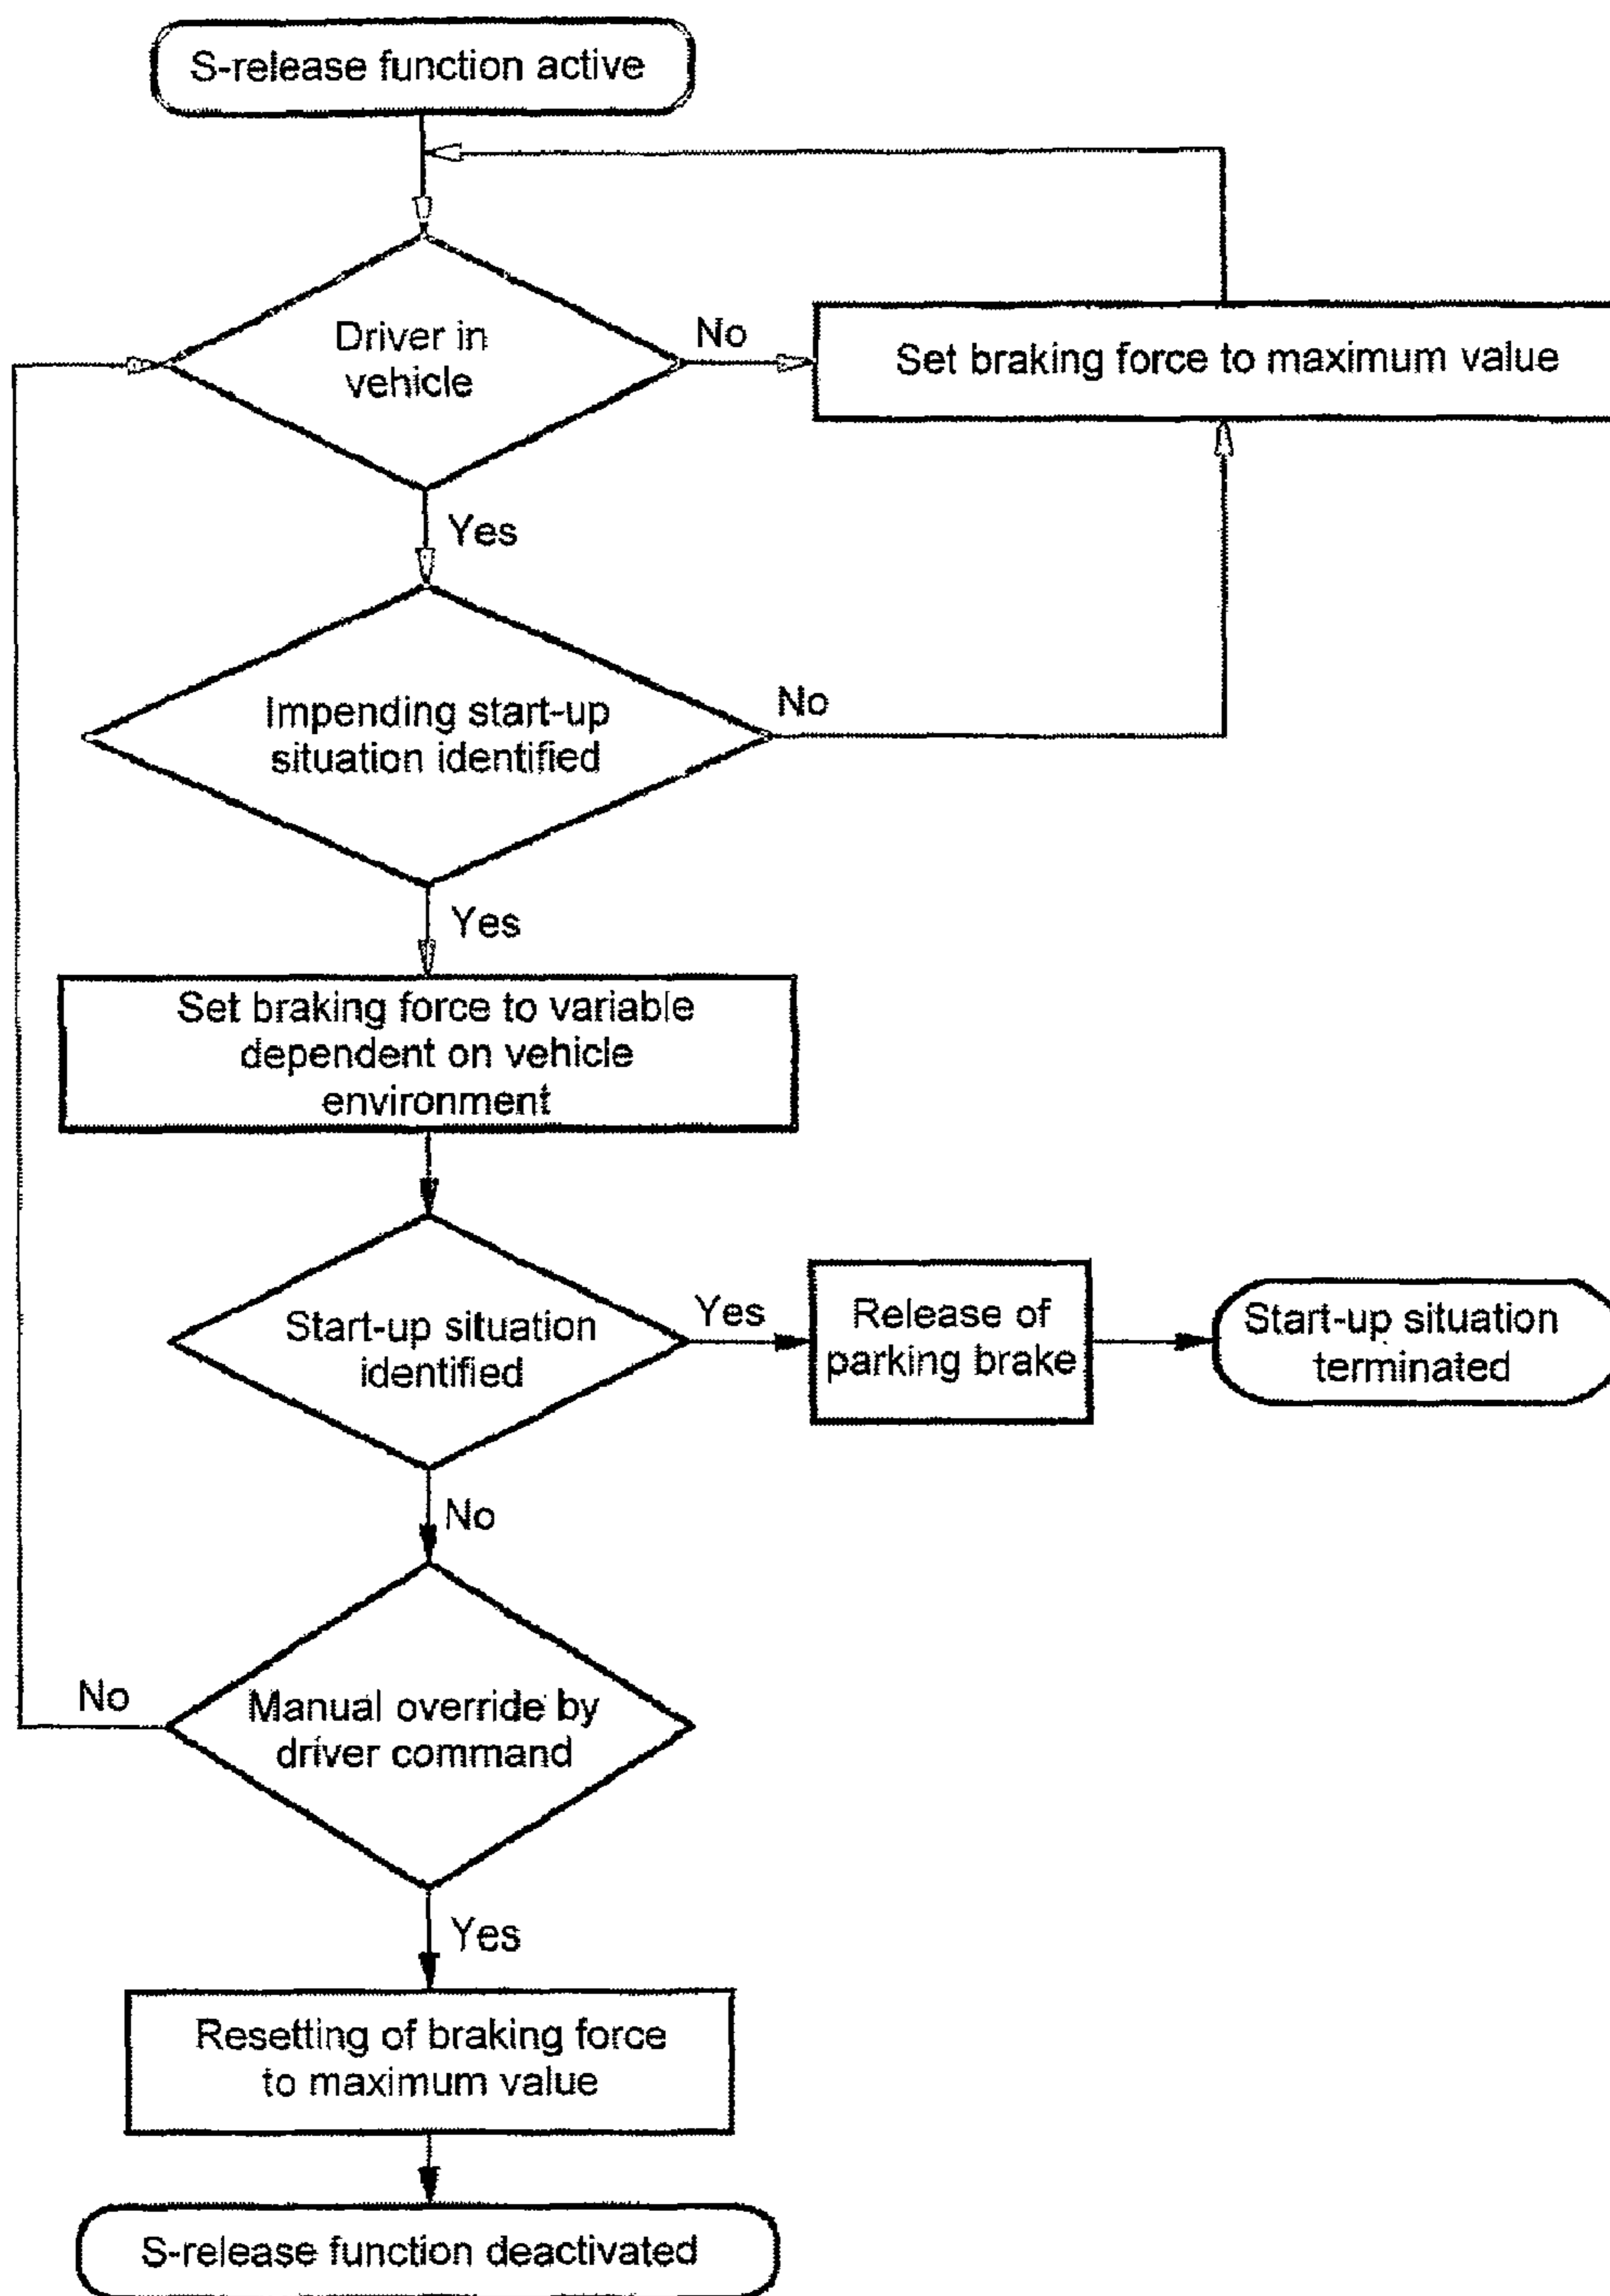 S-release function active
Driver in
vehicle
No
Set braking force to maximum value
Yes
Impending start-up
situation identified
No
Yes
Set braking force to variable
dependent on vehicle
environment
Start-up situation
identified
Yes
Release of
parking brake
Start-up situation
terminated
No
Manual override by
driver command
No
Yes
Resetting of braking force
to maximum value
S-release function deactivated